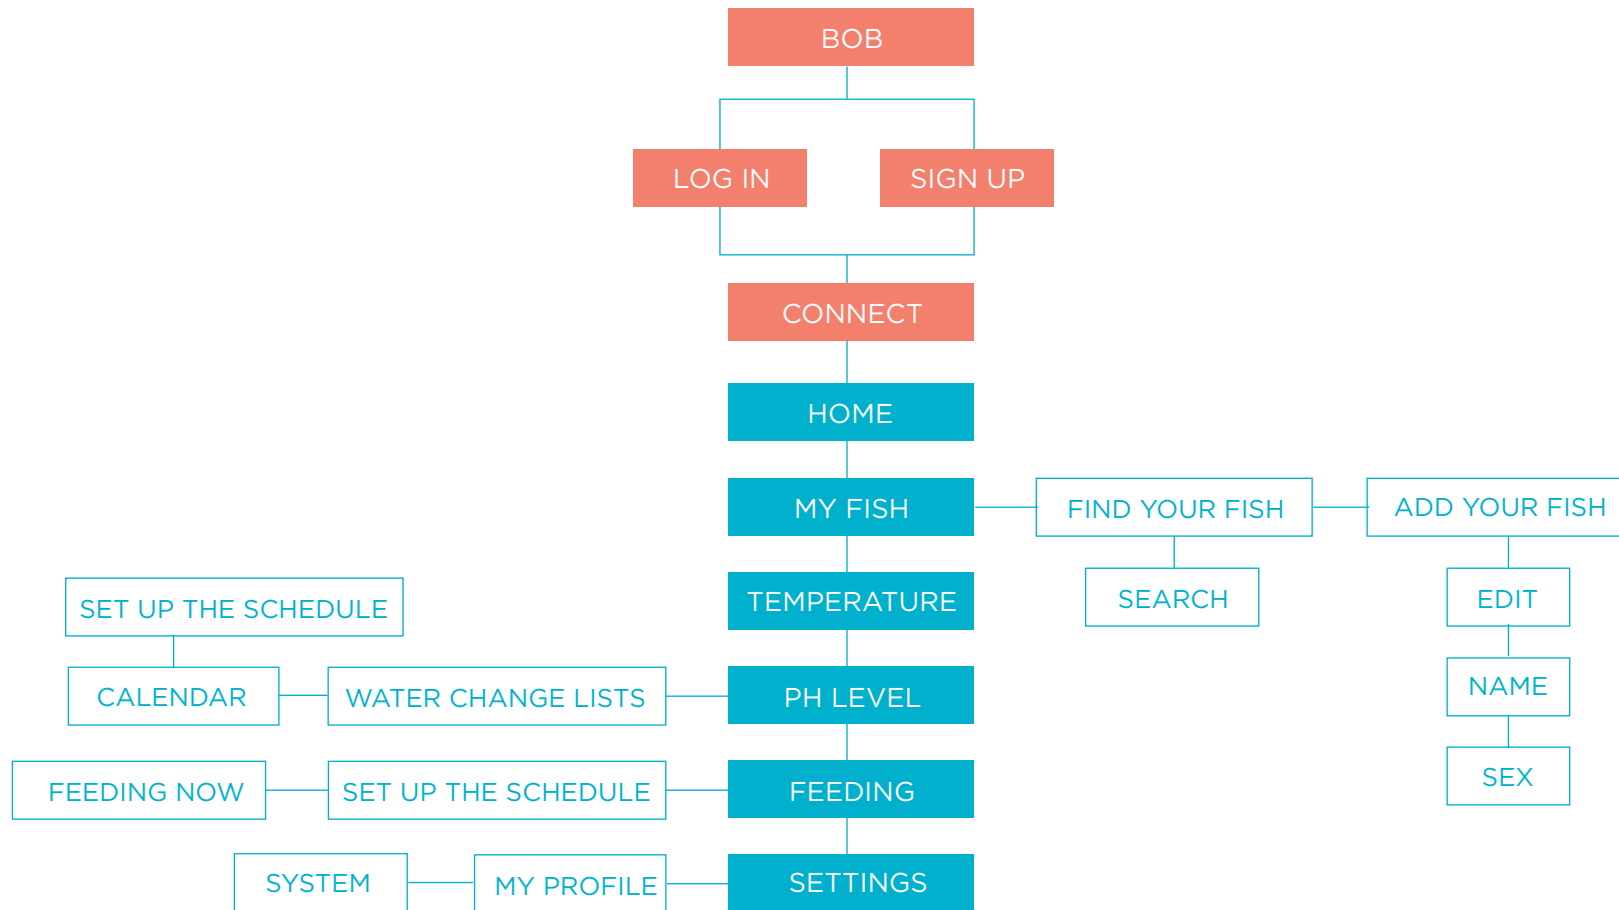 BOB
LOG IN
SIGN UP
CONNECT
HOME
MY FISH
FIND YOUR FISH
ADD YOUR FISH
TEMPERATURE
SEARCH
EDIT
SET UP THE SCHEDULE
CALENDAR
WATER CHANGE LISTS
PH LEVEL
NAME
FEEDING NOW
SET UP THE SCHEDULE
FEEDING
SEX
SYSTEM
MY PROFILE
SETTINGS